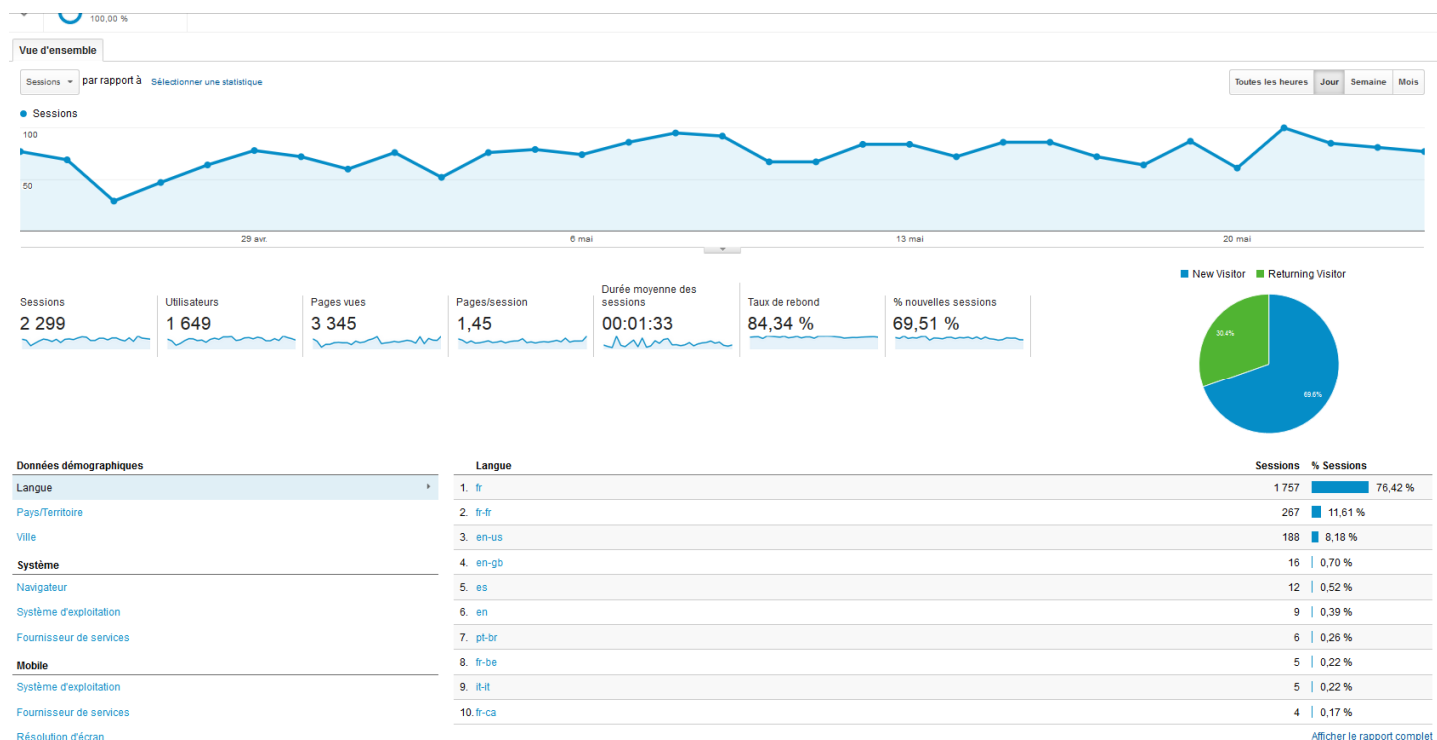 100,00 %
Vue d'ensemble
Sessions par rapport à Sélectionner une statistique
Toutes les heures Jour Semaine Mois
Sessions
100
50
29 avr. 6 mai 13 mai 20 mai
New Visitor Returning Visitor
Sessions
2 299
Utilisateurs
1 649
Pages vues
3 345
Pages/session
1,45
Durée moyenne des
sessions
00:01:33
Taux de rebond
84,34 %
% nouvelles sessions
69,51 %
30.4%
69.6%
Données démographiques
Langue
Pays/Territoire
Ville
Système
Navigateur
Système d'exploitation
Fournisseur de services
Mobile
Système d'exploitation
Fournisseur de services
Résolution d'écran
Langue Sessions % Sessions
1. fr 1 757 76,42 %
2. fr-fr 267 11,61 %
3. en-us 188 8,18 %
4. en-gb 16 0,70 %
5. es 12 0,52 %
6. en 9 0,39 %
7. pt-br 6 0,26 %
8. fr-be 5 0,22 %
9. it-it 5 0,22 %
10. fr-ca 4 0,17 %
Afficher le rapport complet